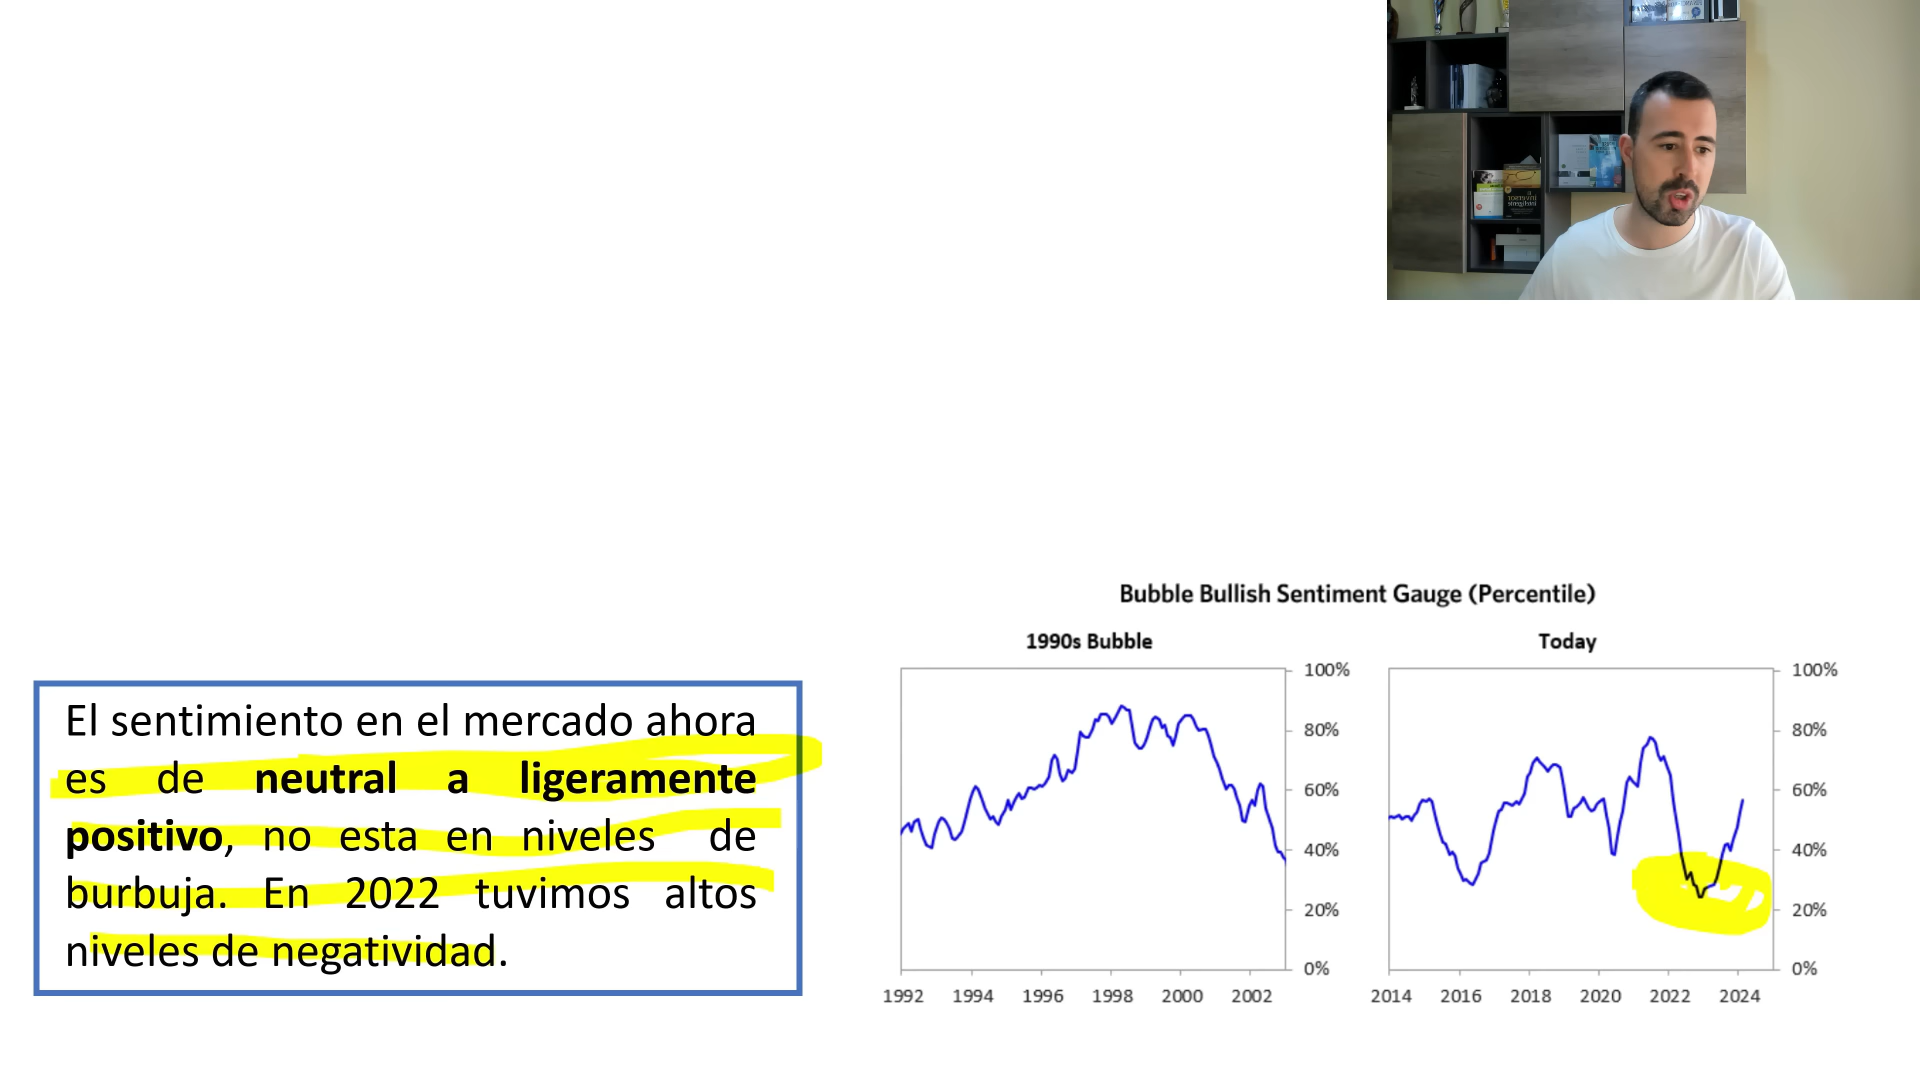 El sentimiento en el mercado ahora
es de neutral a ligeramente
positivo, no esta en niveles de
burbuja. En 2022 tuvimos altos
niveles de negatividad.
Bubble Bullish Sentiment Gauge (Percentile)
1990s Bubble
100%
80%
60%
40%
20%
0%
1992 1994 1996 1998 2000 2002
Today
100%
80%
60%
40%
20%
0%
2014 2016 2018 2020 2022 2024